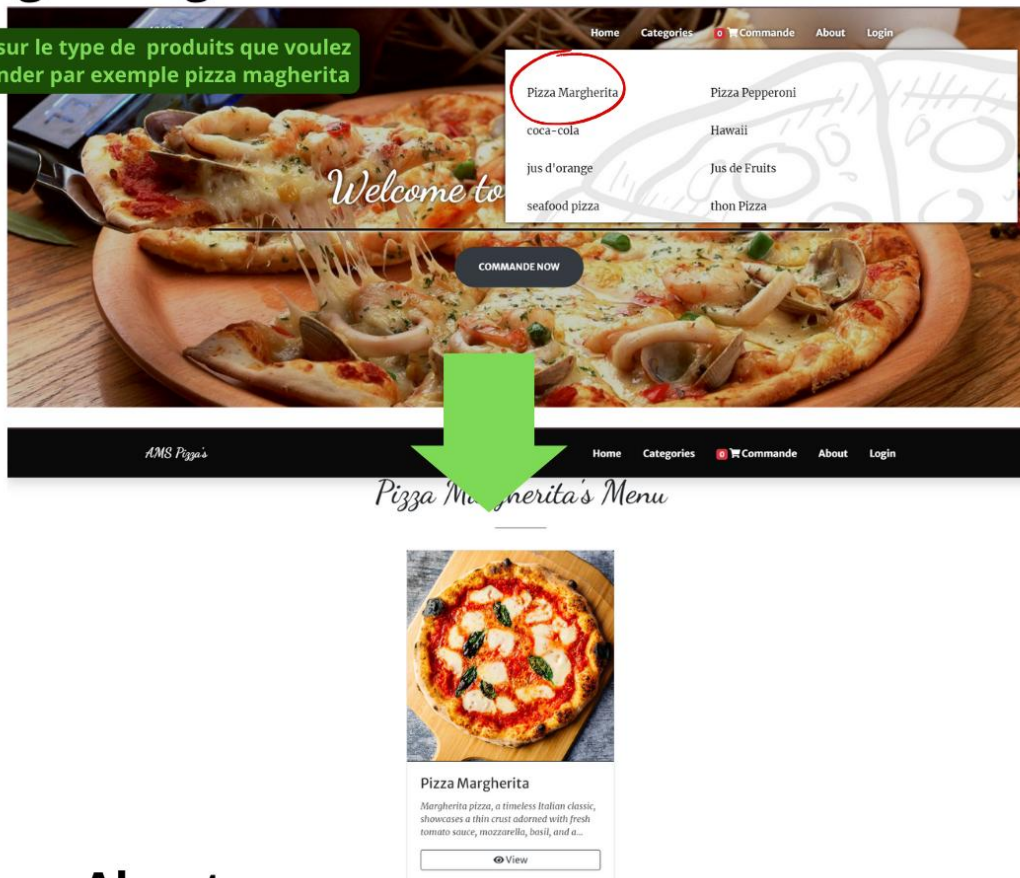 sur le type de produits que voulez
par exemple pizza magherita
Home Categories 0 Commande About Login
Pizza Margherita Pizza Pepperoni
coca-cola Hawaii
jus d'orange Jus de Fruits
seafood pizza thon Pizza
Welcome to
COMMANDE NOW
AMS Pizza's Home Categories 0 Commande About Login
Pizza Margherita's Menu
Pizza Margherita
Margherita pizza, a timeless Italian classic,
showcases a thin crust adorned with fresh
tomato sauce, mozzarella, basil, and a...
View